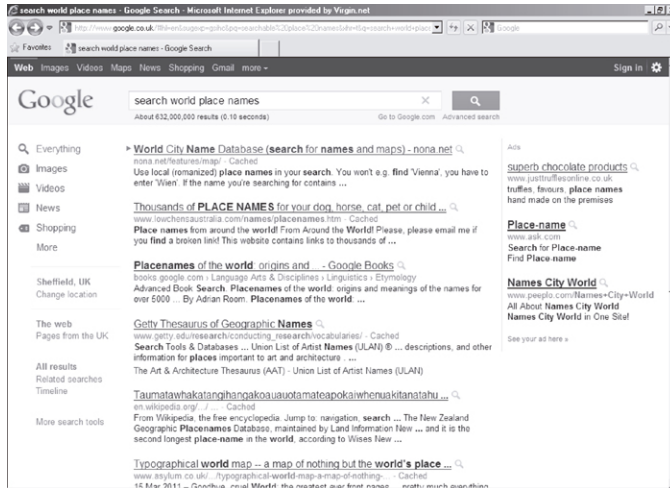 search world place names - Google Search - Microsoft Internet Explorer provided by Virgin.net
Google
Favorites
search world place names - Google Search
Web Images Videos Maps News Shopping Gmail more
Sign in
Google
search world place names
About 632,000,000 results (0.10 seconds)
Go to Google.com Advanced search
Everything
Images
Videos
News
Shopping
More
Sheffield, UK
Change location
The web
Pages from the UK
All results
Related searches
Timeline
More search tools
World City Name Database (search for names and maps) - nona.net
nona.net/features/map/ - Cached
Use local (romanized) place names in your search. You won't e.g. find 'Vienna', you have to
enter 'Wien'. If the name you're searching for contains ...
Thousands of PLACE NAMES for your dog, horse, cat, pet or child ...
www.lowchensaustralia.com/names/placenames.htm - Cached
Place names from around the world! From Around the World! Please, please email me if
you find a broken link! This website contains links to thousands of ...
Placenames of the world: origins and ... - Google Books
books.google.com › Language Arts & Disciplines › Linguistics › Etymology
Advanced Book Search. Placenames of the world: origins and meanings of the names for
over 5000 ... By Adrian Room. Placenames of the world: ...
Getty Thesaurus of Geographic Names
www.getty.edu/research/conducting_research/vocabularies/ - Cached
Search Tools & Databases ... Union List of Artist Names (ULAN) ® ... descriptions, and other
information for places important to art and architecture . ...
The Art & Architecture Thesaurus (AAT) - Union List of Artist Names (ULAN)
Taumatawhakatangihangakoauauotamateapokaiwhenuakitanatahu ...
en.wikipedia.org/.../ ... - Cached
From Wikipedia, the free encyclopedia. Jump to: navigation, search ... The New Zealand
Geographic Placenames Database, maintained by Land Information New ... and it is the
second longest place-name in the world, according to Wises New ...
Typographical world map -- a map of nothing but the world's place ...
www.asylum.co.uk/.../typographical-world-map-a-map-of-nothing-... - Cached
15 Mar 2011 – Goodbye, cruel World: the greatest ever front pages ... pretty much everything
Ads
superb chocolate products
www.justtrufflesonline.co.uk
truffles, favours, place names
hand made on the premises
Place-name
www.ask.com
Search for Place-name
Find Place-name
Names City World
www.peeplo.com/Names+City+World
All About Names City World
Names City World in One Site!
See your ad here »